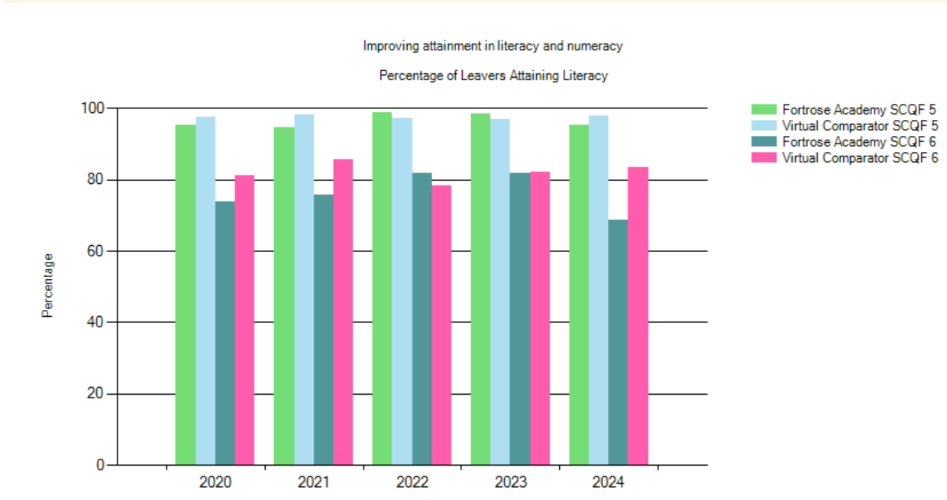 Improving attainment in literacy and numeracy
Percentage of Leavers Attaining Literacy
100
80
60
40
20
0
Percentage
2020 2021 2022 2023 2024
Fortrose Academy SCQF 5
Virtual Comparator SCQF 5
Fortrose Academy SCQF 6
Virtual Comparator SCQF 6